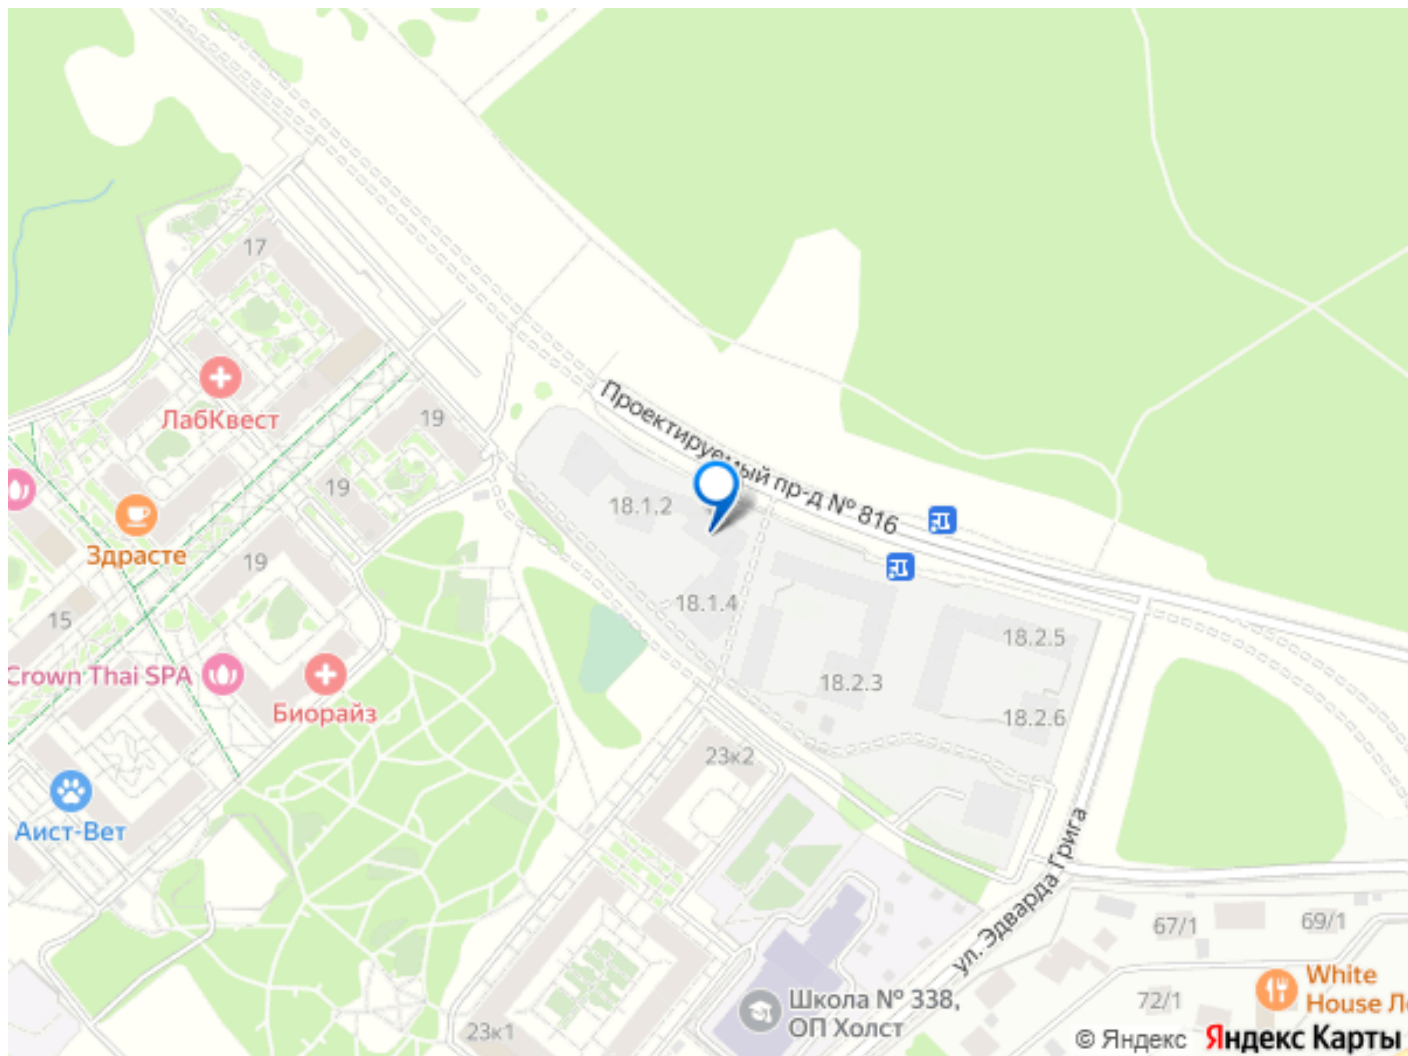 17
ЛабКвест
19
Проектируемый пр-д № 816
19
18.1.2
Здрасте
19
15
18.1.4
18.2.5
Crown Thai SPA
18.2.3
Биорайз
18.2.6
23к2
Аист-Вет
ул. Эдварда Грига
67/1
69/1
White
House Л
72/1
Школа № 338,
ОП Холст
23к1
© Яндекс Яндекс Карты